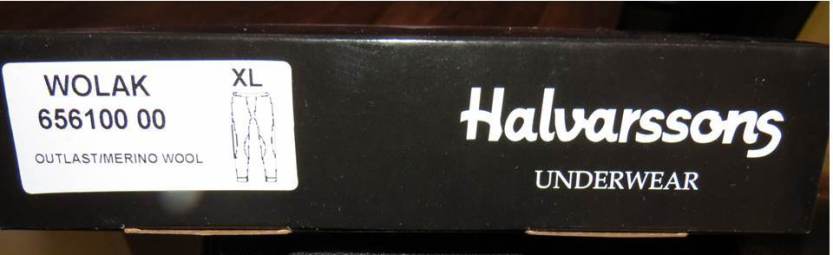 WOLAK
XL
656100 00
OUTLAST/MERINO WOOL
Halvarssons
UNDERWEAR